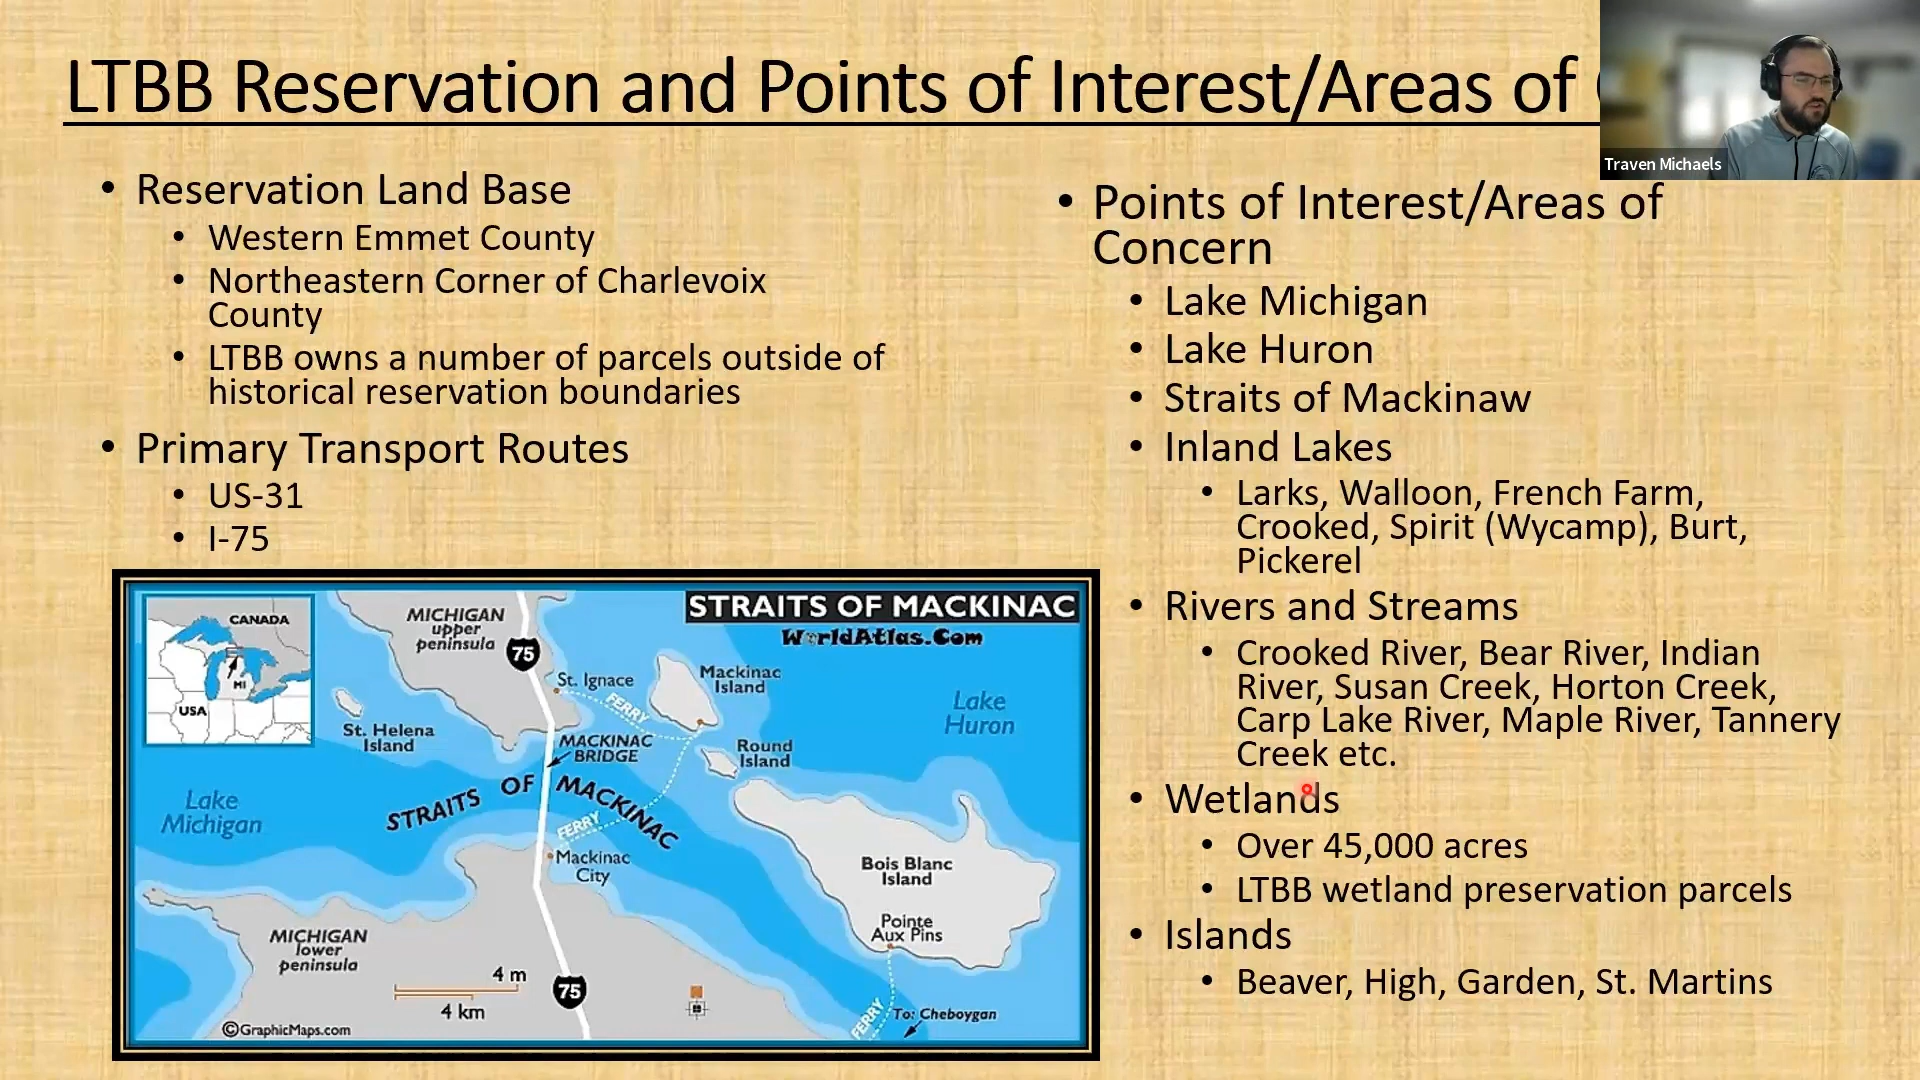 LTBB Reservation and Points of Interest/Areas of
Traven Michaels
• Reservation Land Base
• Western Emmet County
• Northeastern Corner of Charlevoix
County
• LTBB owns a number of parcels outside of
historical reservation boundaries
• Primary Transport Routes
• US-31
• I-75
• Points of Interest/Areas of
Concern
• Lake Michigan
• Lake Huron
• Straits of Mackinaw
• Inland Lakes
• Larks, Walloon, French Farm,
Crooked, Spirit (Wycamp), Burt,
Pickerel
• Rivers and Streams
• Crooked River, Bear River, Indian
River, Susan Creek, Horton Creek,
Carp Lake River, Maple River, Tannery
Creek etc.
• Wetlands
• Over 45,000 acres
• LTBB wetland preservation parcels
• Islands
• Beaver, High, Garden, St. Martins
STRAITS OF MACKINAC
WorldAtlas.Com
CANADA
MI
USA
MICHIGAN
upper
peninsula
75
St. Ignace
FERRY
Mackinac
Island
Lake
Huron
St. Helena
Island
MACKINAC
BRIDGE
Round
Island
Lake
Michigan
STRAITS OF MACKINAC
FERRY
Mackinac
City
Bois Blanc
Island
Pointe
Aux Pins
MICHIGAN
lower
peninsula
4 m
4 km
75
FERRY
To: Cheboygan
©GraphicMaps.com